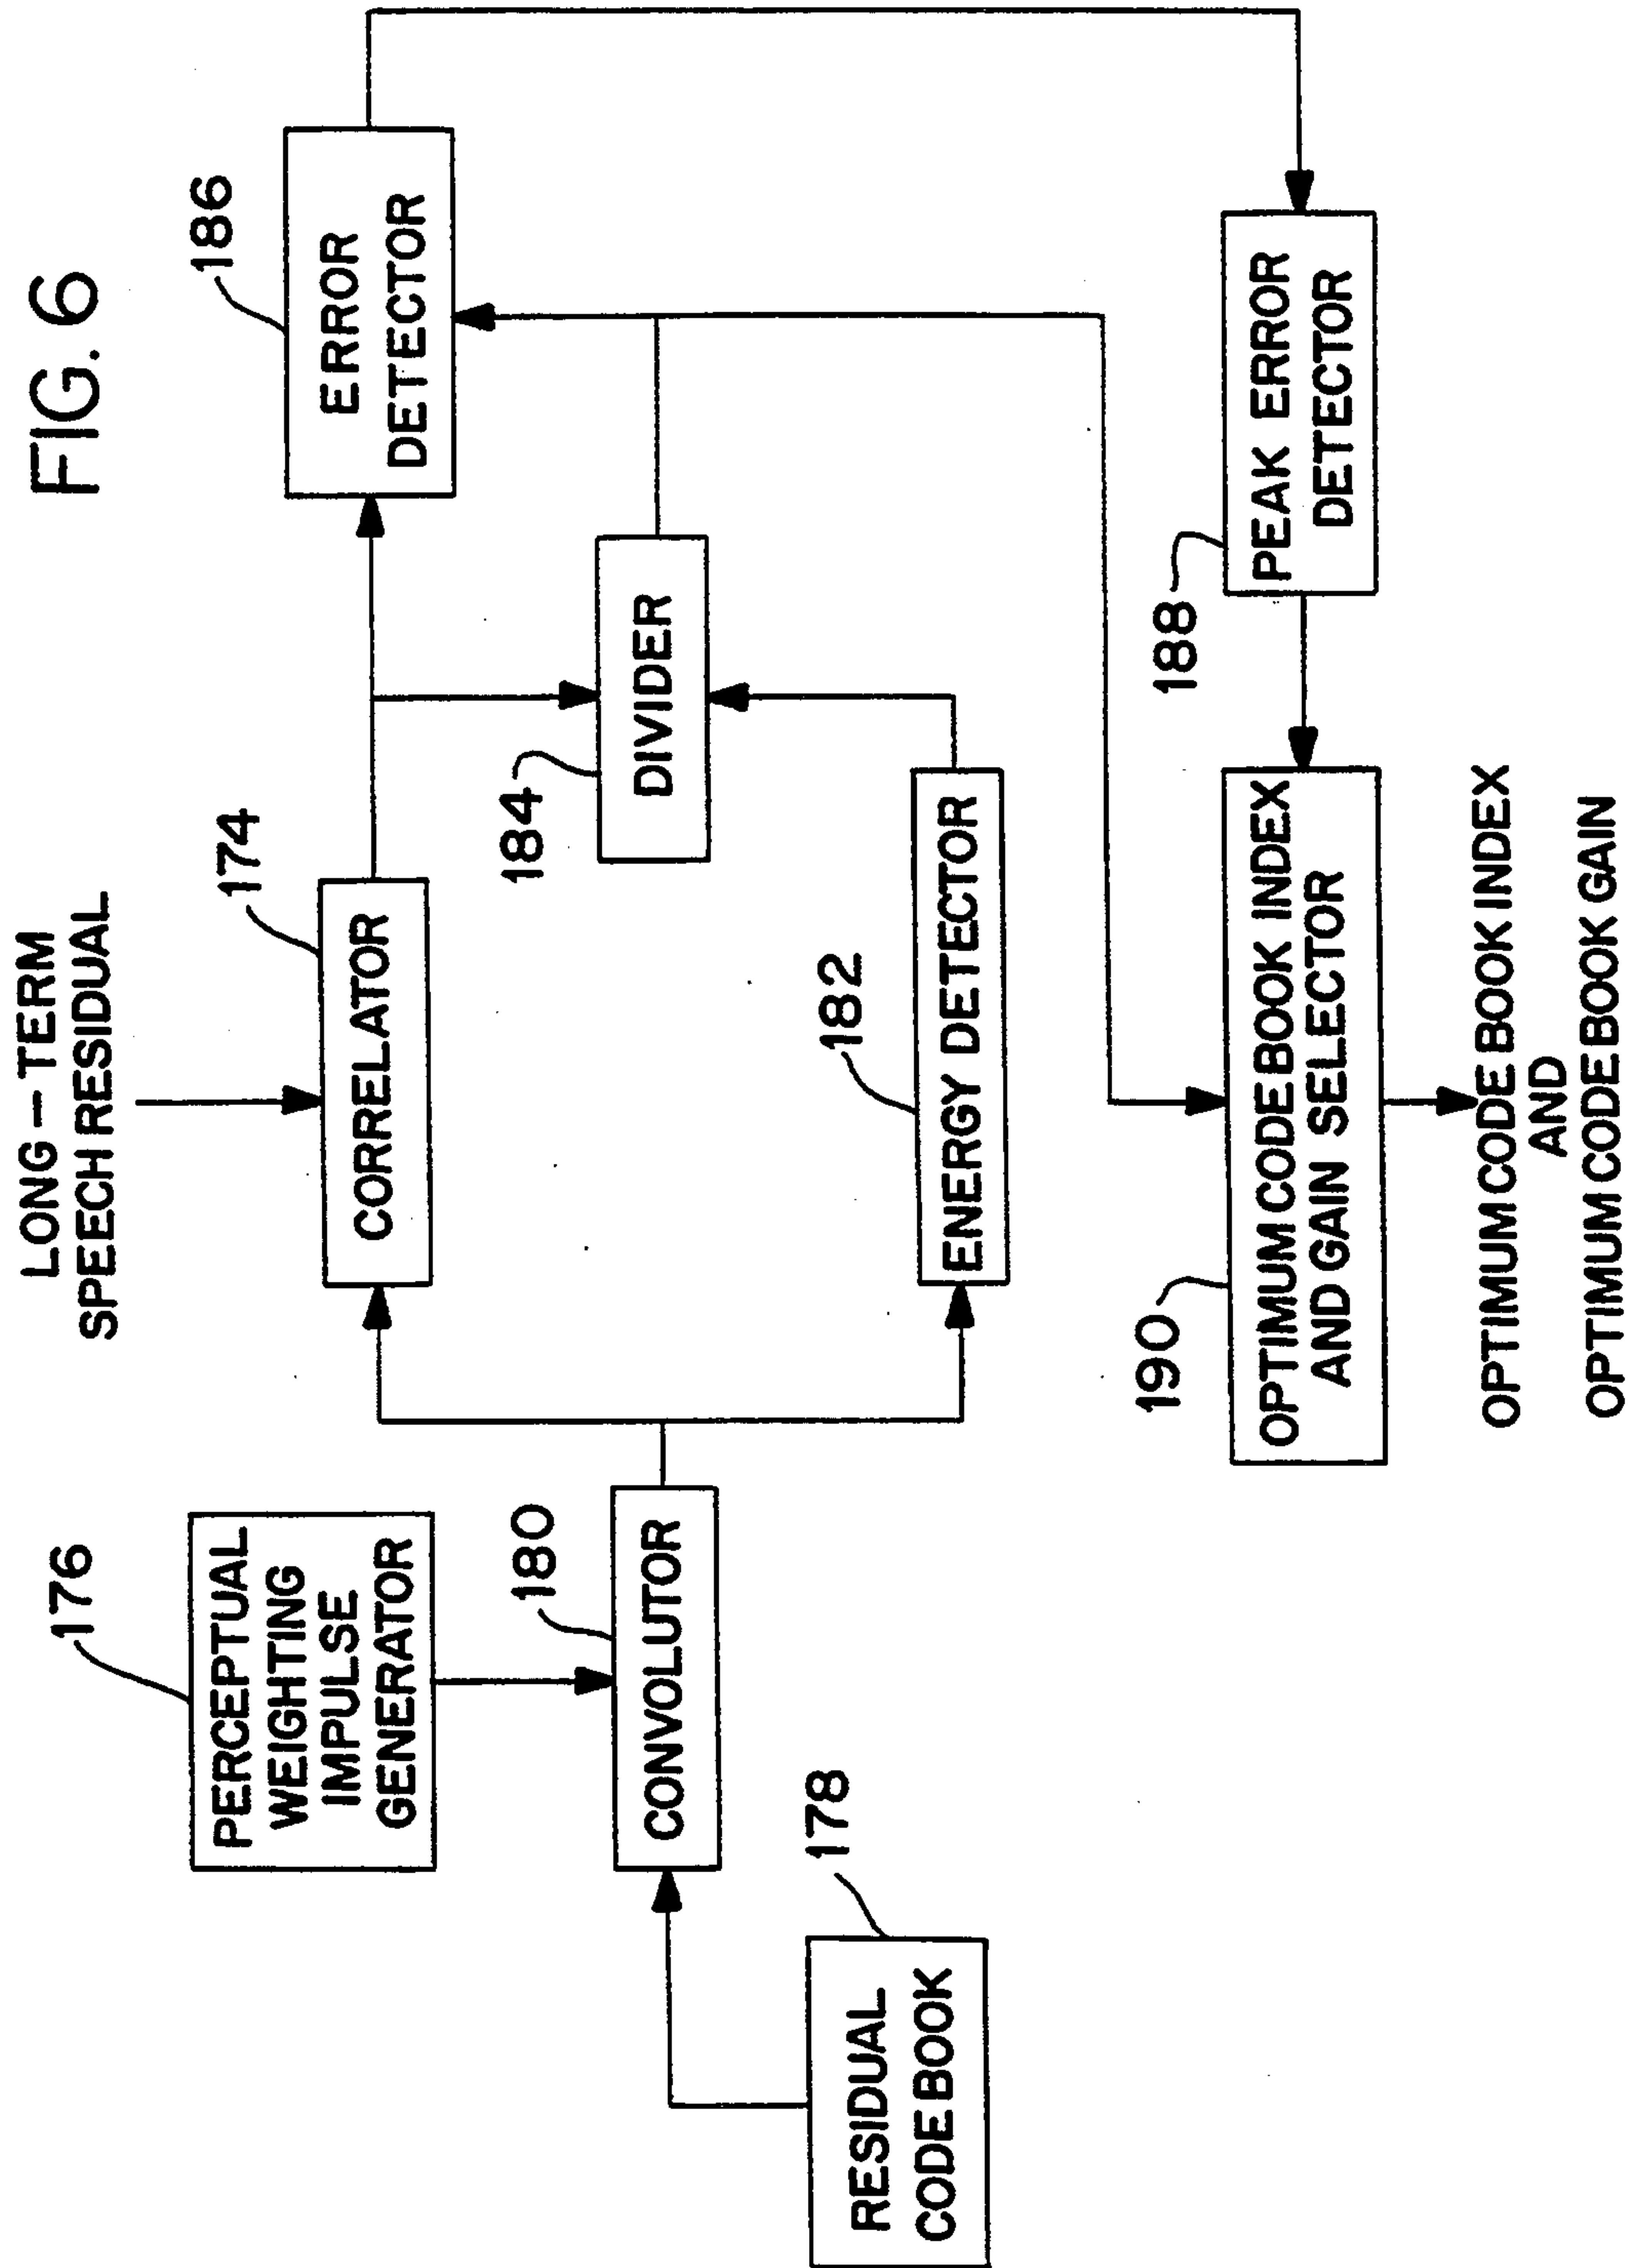 FIG. 6
LONG — TERM
SPEECH RESIDUAL
176
PERCEPTUAL
WEIGHTING
IMPULSE
GENERATOR
174
CORRELATOR
186
ERROR
DETECTOR
180
CONVOLUTOR
184
DIVIDER
178
RESIDUAL
CODE BOOK
182
ENERGY DETECTOR
190
OPTIMUM CODE BOOK INDEX
AND GAIN SELECTOR
188
PEAK ERROR
DETECTOR
OPTIMUM CODE BOOK INDEX
AND
OPTIMUM CODE BOOK GAIN